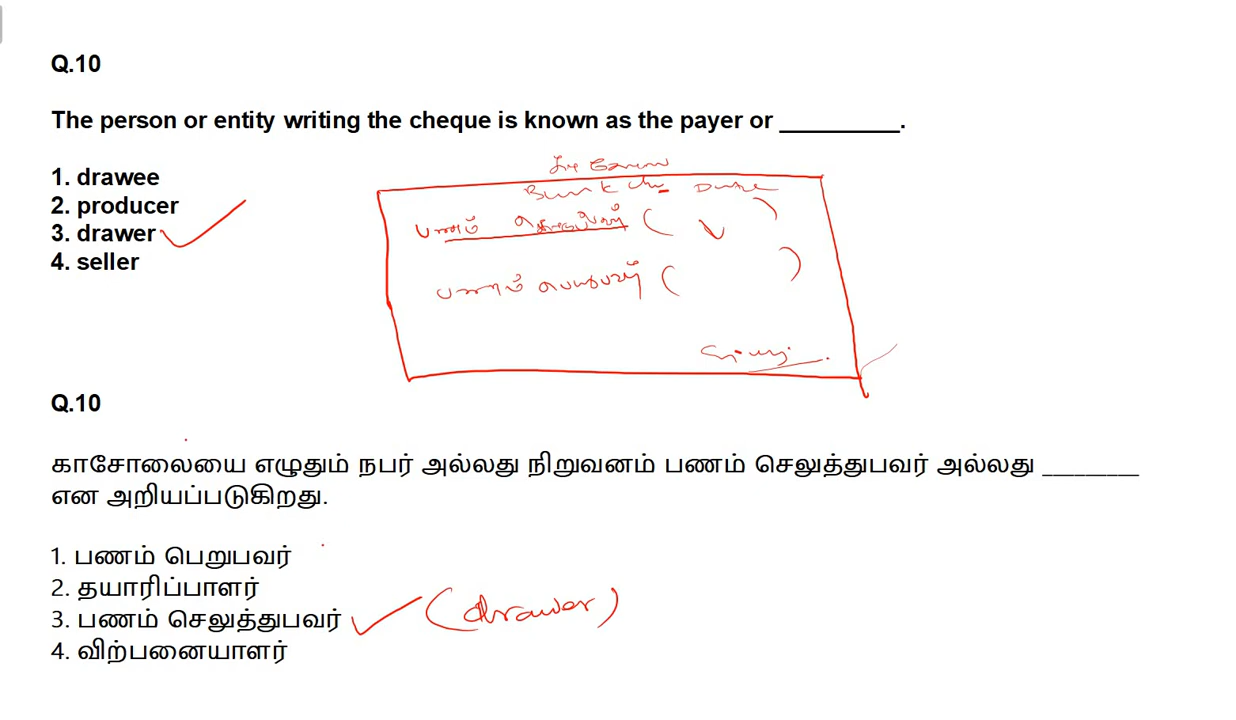 Q.10
The person or entity writing the cheque is known as the payer or _________.
1. drawee
2. producer
3. drawer
4. seller
பணம்
பணம் பெறுபவர் (        )
Q.10
காசோலையை எழுதும் நபர் அல்லது நிறுவனம் பணம் செலுத்துபவர் அல்லது ________
என அறியப்படுகிறது.
1. பணம் பெறுபவர்
2. தயாரிப்பாளர்
3. பணம் செலுத்துபவர் (drawer)
4. விற்பனையாளர்